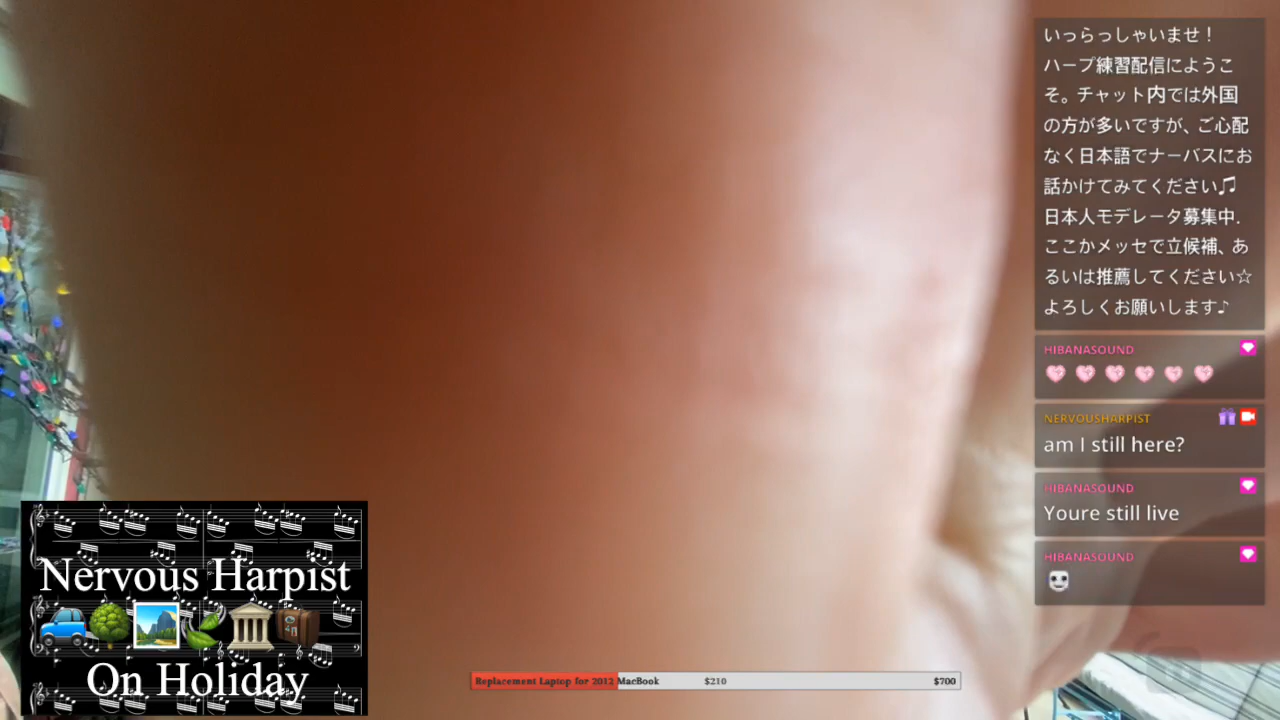 いっらっしゃいませ！
ハープ練習配信にようこ
そ。チャット内では外国
の方が多いですが、ご心配
なく日本語でナーバスにお
話かけてみてください♫
日本人モデレータ募集中.
ここかメッセで立候補、あ
るいは推薦してください☆
よろしくお願いします♪
HIBANASOUND
NERVOUSHARPIST
am I still here?
HIBANASOUND
Youre still live
HIBANASOUND
Nervous Harpist
On Holiday
Replacement Laptop for 2012 MacBook $210 $700